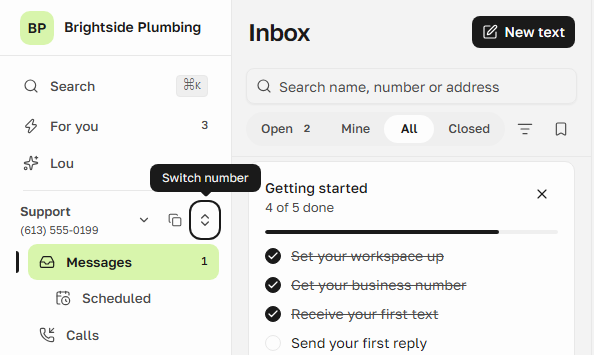 BP
Brightside Plumbing
Search
⌘K
For you
3
Lou
Switch number
Support
(613) 555-0199
Messages
1
Scheduled
Calls
Inbox
New text
Search name, number or address
Open 2 Mine All Closed
Getting started
4 of 5 done
Set your workspace up
Get your business number
Receive your first text
Send your first reply